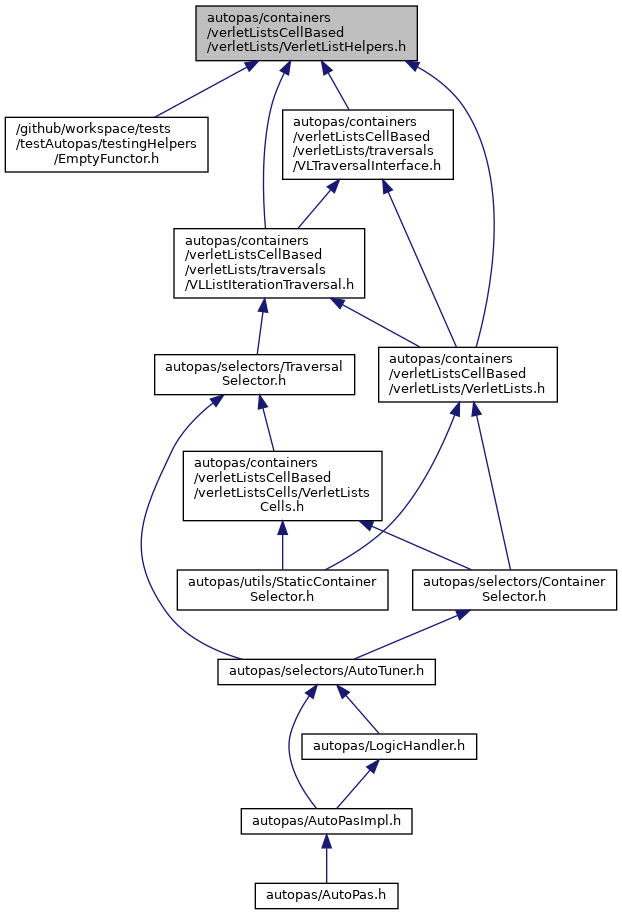 autopas/containers
/verletListsCellBased
/verletLists/VerletListHelpers.h
/github/workspace/tests
/testAutopas/testingHelpers
/EmptyFunctor.h
autopas/containers
/verletListsCellBased
/verletLists/traversals
/VLTraversalInterface.h
autopas/containers
/verletListsCellBased
/verletLists/traversals
/VLListIterationTraversal.h
autopas/selectors/Traversal
Selector.h
autopas/containers
/verletListsCellBased
/verletLists/VerletLists.h
autopas/containers
/verletListsCellBased
/verletListsCells/VerletLists
Cells.h
autopas/utils/StaticContainer
Selector.h
autopas/selectors/Container
Selector.h
autopas/selectors/AutoTuner.h
autopas/LogicHandler.h
autopas/AutoPasImpl.h
autopas/AutoPas.h